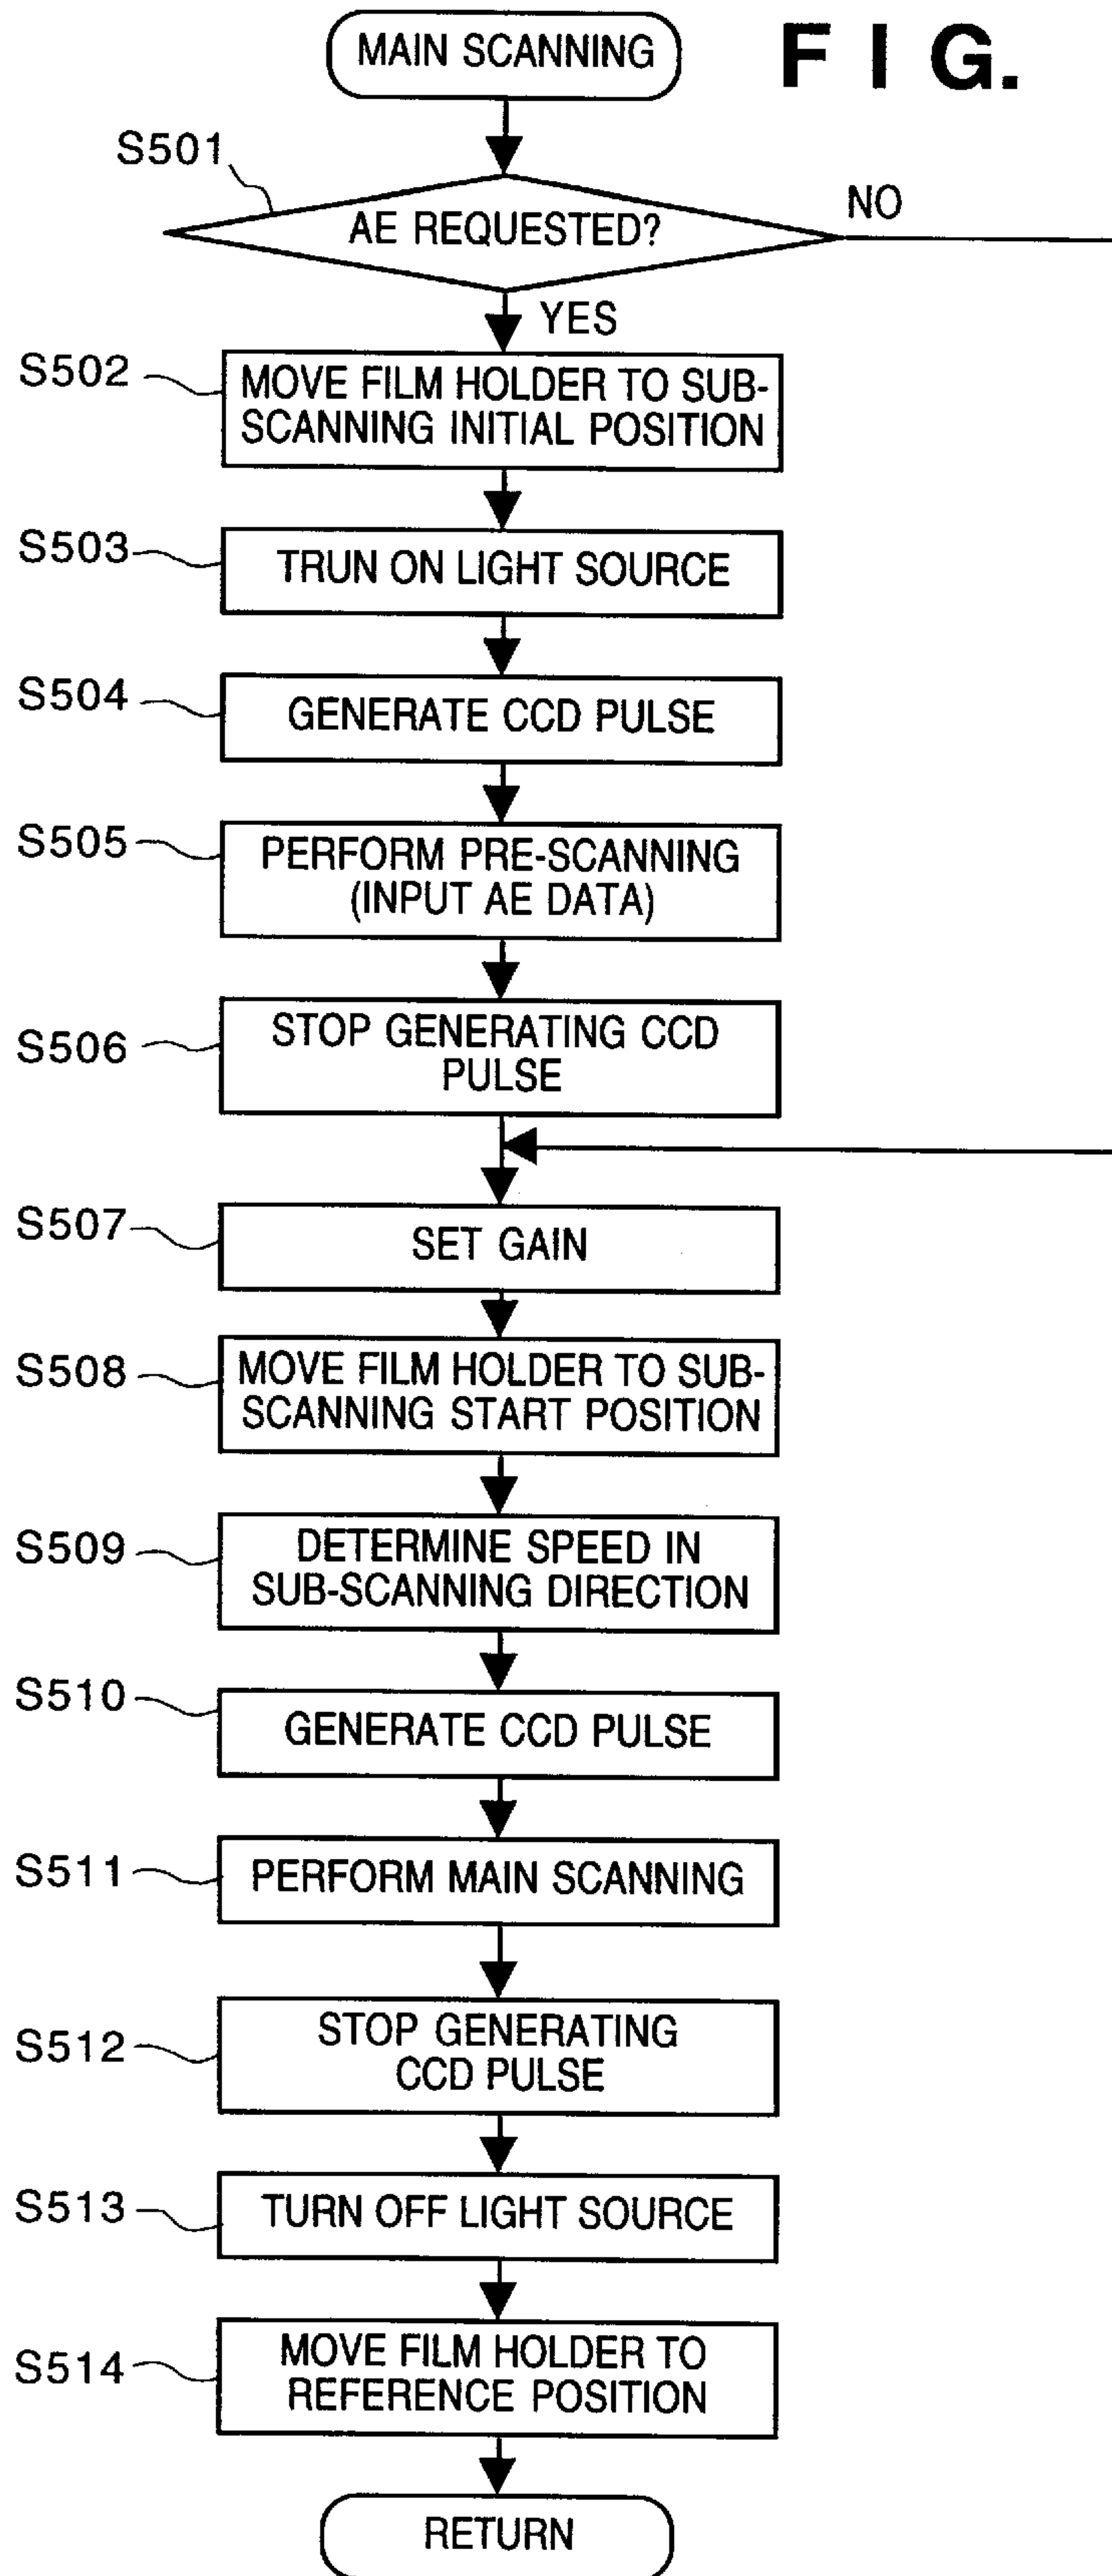 MAIN SCANNING
F I G.
S501
AE REQUESTED?
NO
YES
S502
MOVE FILM HOLDER TO SUB-
SCANNING INITIAL POSITION
S503
TRUN ON LIGHT SOURCE
S504
GENERATE CCD PULSE
S505
PERFORM PRE-SCANNING
(INPUT AE DATA)
S506
STOP GENERATING CCD
PULSE
S507
SET GAIN
S508
MOVE FILM HOLDER TO SUB-
SCANNING START POSITION
S509
DETERMINE SPEED IN
SUB-SCANNING DIRECTION
S510
GENERATE CCD PULSE
S511
PERFORM MAIN SCANNING
S512
STOP GENERATING
CCD PULSE
S513
TURN OFF LIGHT SOURCE
S514
MOVE FILM HOLDER TO
REFERENCE POSITION
RETURN